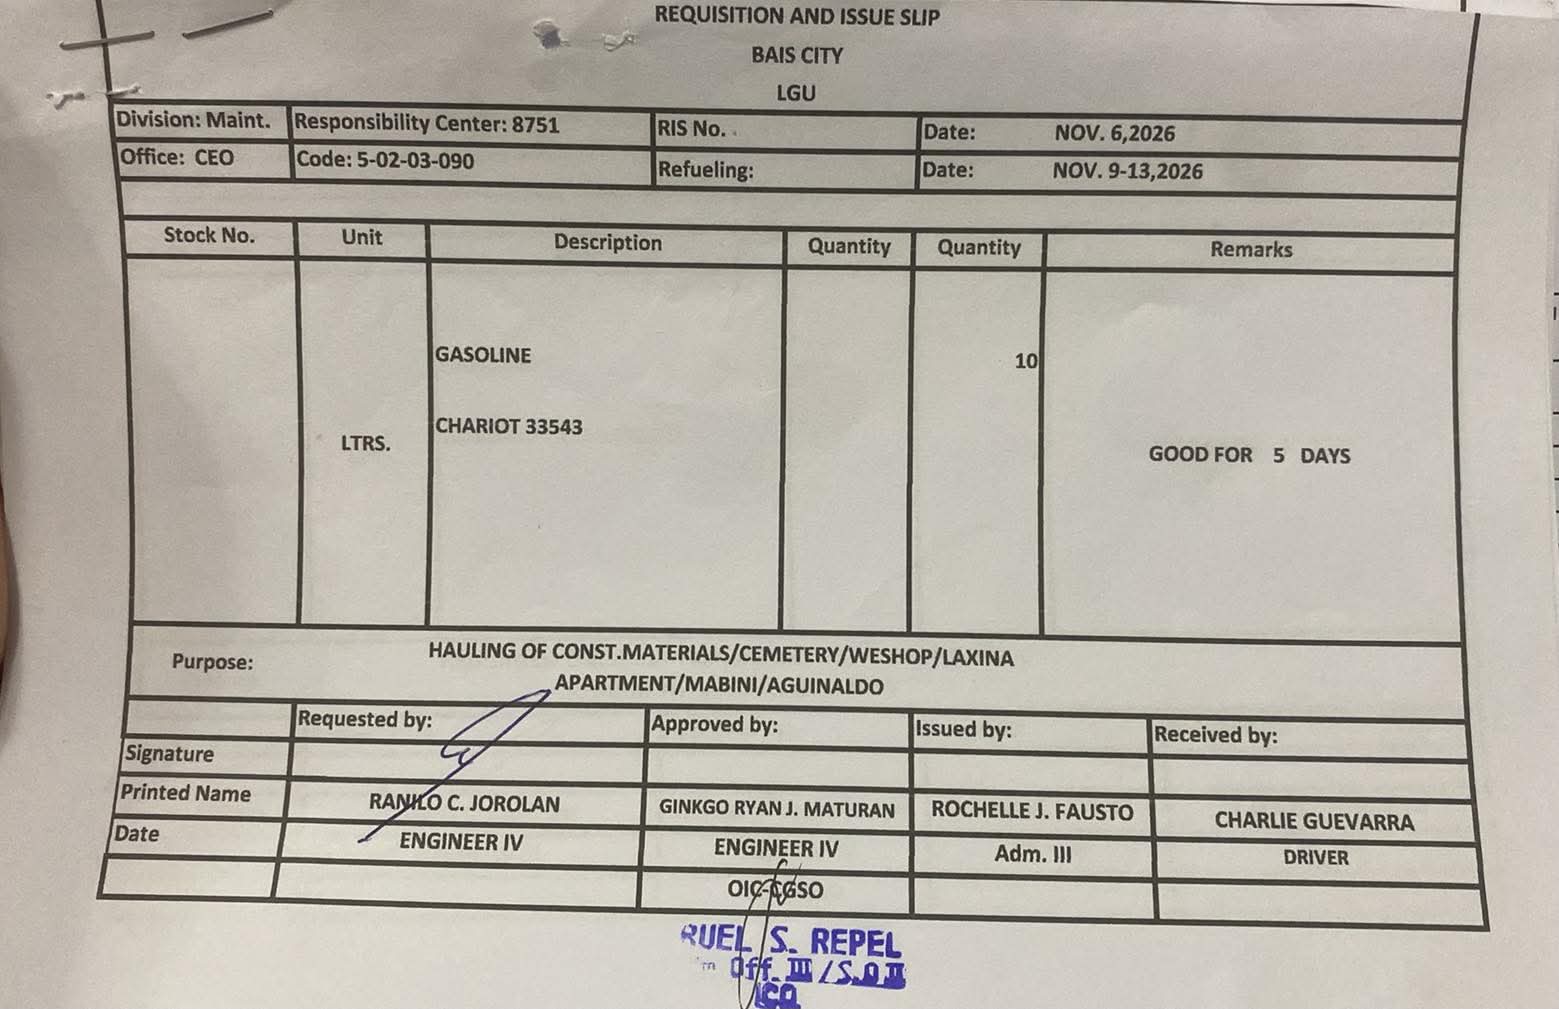 REQUISITION AND ISSUE SLIP
BAIS CITY
LGU
Division: Maint. Responsibility Center: 8751 RIS No. Date: NOV. 6,2026
Office: CEO Code: 5-02-03-090 Refueling: Date: NOV. 9-13,2026
Stock No. Unit Description Quantity Quantity Remarks
GASOLINE 10
CHARIOT 33543
LTRS. GOOD FOR 5 DAYS
Purpose: HAULING OF CONST.MATERIALS/CEMETERY/WESHOP/LAXINA
APARTMENT/MABINI/AGUINALDO
Requested by: Approved by: Issued by: Received by:
Signature
Printed Name RANILO C. JOROLAN GINKGO RYAN J. MATURAN ROCHELLE J. FAUSTO CHARLIE GUEVARRA
Date ENGINEER IV ENGINEER IV Adm. III DRIVER
OIC-CGSO
RUEL S. REPEL
Off. III / S.O II